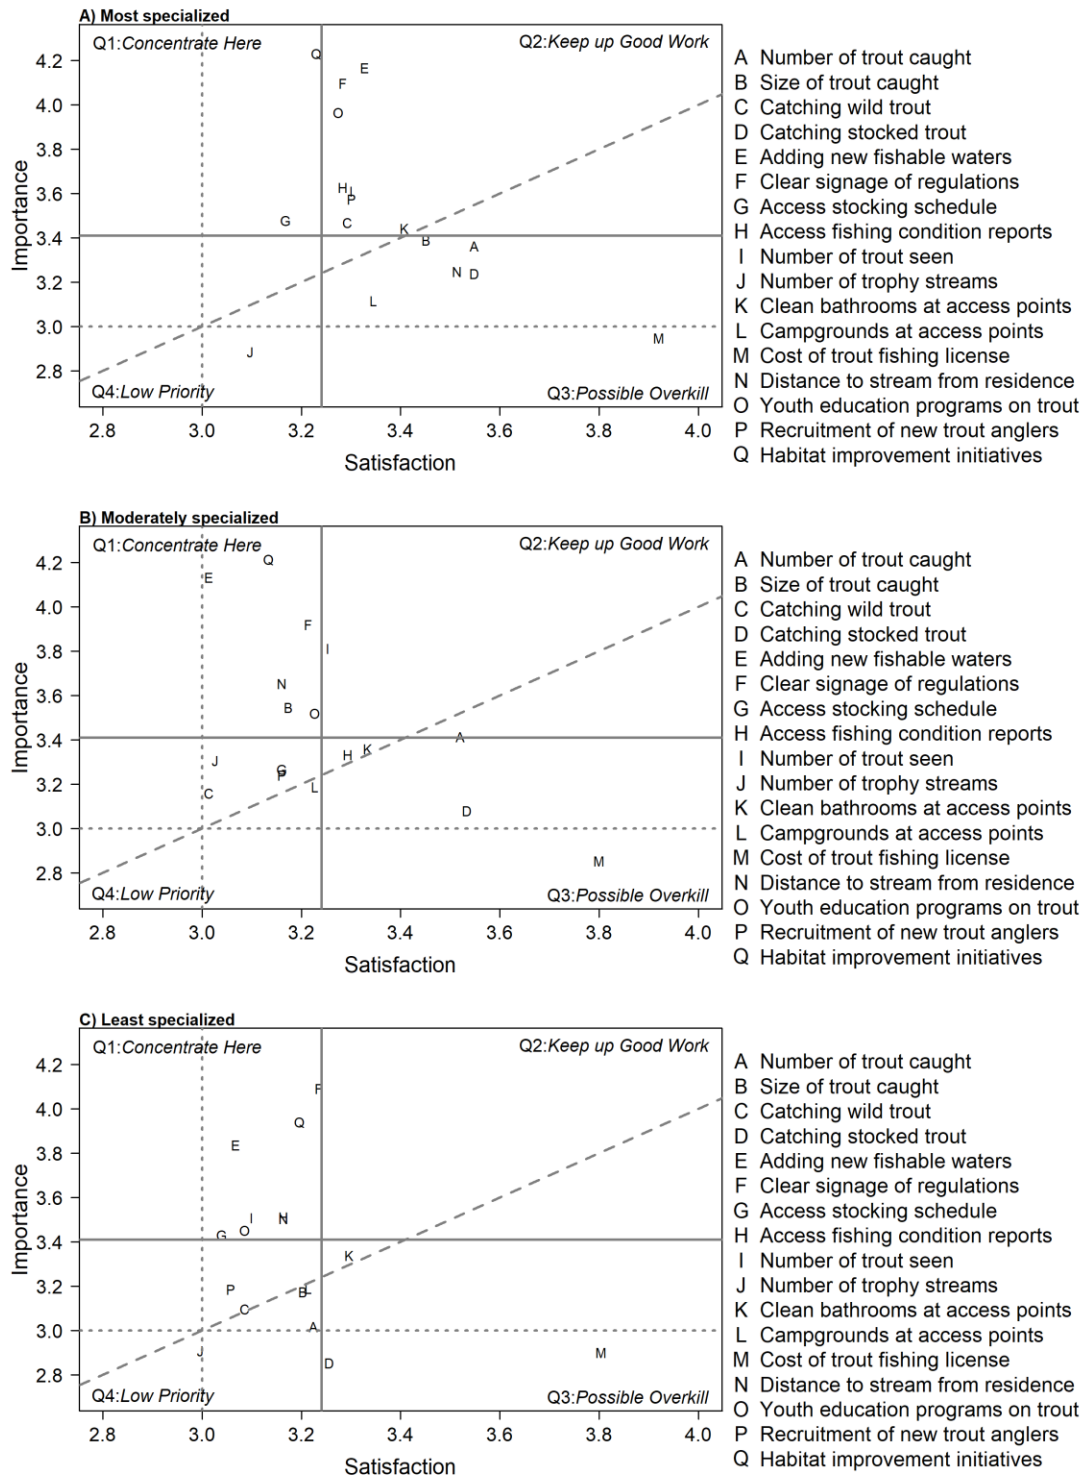 A) Most specialized
Q1:Concentrate Here
Q2:Keep up Good Work
Q4:Low Priority
Q3:Possible Overkill
4.2
4.0
3.8
3.6
3.4
3.2
3.0
2.8
Importance
Q
E
F
O
H I
P
G
C
K
B
A
N D
L
M
J
2.8 3.0 3.2 3.4 3.6 3.8 4.0
Satisfaction
A Number of trout caught
B Size of trout caught
C Catching wild trout
D Catching stocked trout
E Adding new fishable waters
F Clear signage of regulations
G Access stocking schedule
H Access fishing condition reports
I Number of trout seen
J Number of trophy streams
K Clean bathrooms at access points
L Campgrounds at access points
M Cost of trout fishing license
N Distance to stream from residence
O Youth education programs on trout
P Recruitment of new trout anglers
Q Habitat improvement initiatives
B) Moderately specialized
Q1:Concentrate Here
Q2:Keep up Good Work
Q4:Low Priority
Q3:Possible Overkill
4.2
4.0
3.8
3.6
3.4
3.2
3.0
2.8
Importance
Q
E
F
I
N
B
O
A
K
H
J
G
P
L
C
D
M
2.8 3.0 3.2 3.4 3.6 3.8 4.0
Satisfaction
A Number of trout caught
B Size of trout caught
C Catching wild trout
D Catching stocked trout
E Adding new fishable waters
F Clear signage of regulations
G Access stocking schedule
H Access fishing condition reports
I Number of trout seen
J Number of trophy streams
K Clean bathrooms at access points
L Campgrounds at access points
M Cost of trout fishing license
N Distance to stream from residence
O Youth education programs on trout
P Recruitment of new trout anglers
Q Habitat improvement initiatives
C) Least specialized
Q1:Concentrate Here
Q2:Keep up Good Work
Q4:Low Priority
Q3:Possible Overkill
4.2
4.0
3.8
3.6
3.4
3.2
3.0
2.8
Importance
F
Q
E
I
H
N
O
G
K
P
B L
C
A
J
D
M
2.8 3.0 3.2 3.4 3.6 3.8 4.0
Satisfaction
A Number of trout caught
B Size of trout caught
C Catching wild trout
D Catching stocked trout
E Adding new fishable waters
F Clear signage of regulations
G Access stocking schedule
H Access fishing condition reports
I Number of trout seen
J Number of trophy streams
K Clean bathrooms at access points
L Campgrounds at access points
M Cost of trout fishing license
N Distance to stream from residence
O Youth education programs on trout
P Recruitment of new trout anglers
Q Habitat improvement initiatives